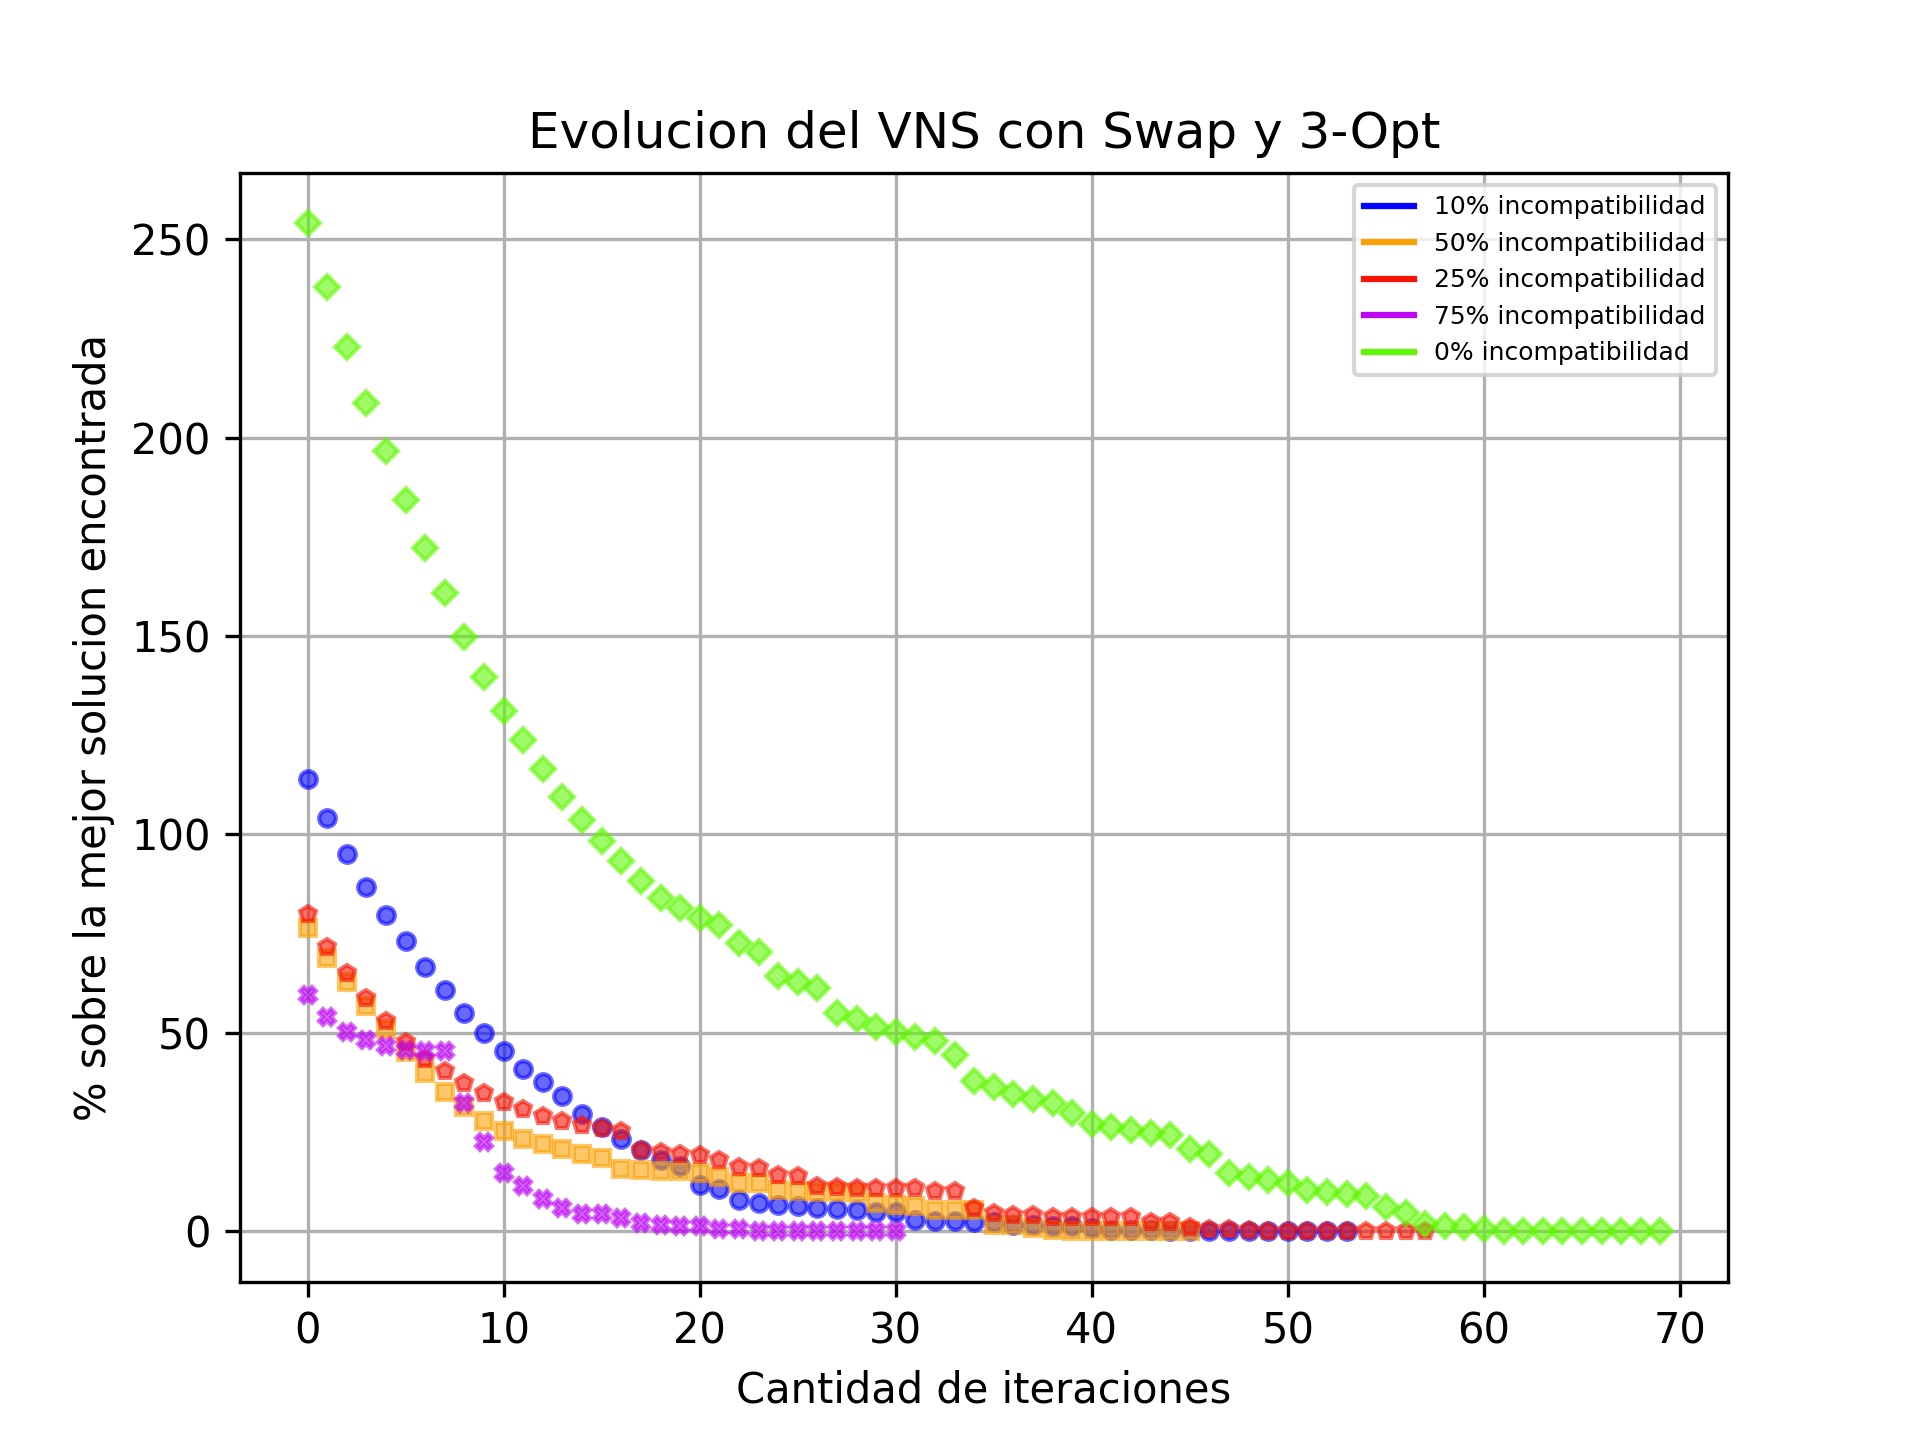 Evolucion del VNS con Swap y 3-Opt
10% incompatibilidad
50% incompatibilidad
25% incompatibilidad
75% incompatibilidad
0% incompatibilidad
% sobre la mejor solucion encontrada
250
200
150
100
50
0
0 10 20 30 40 50 60 70
Cantidad de iteraciones